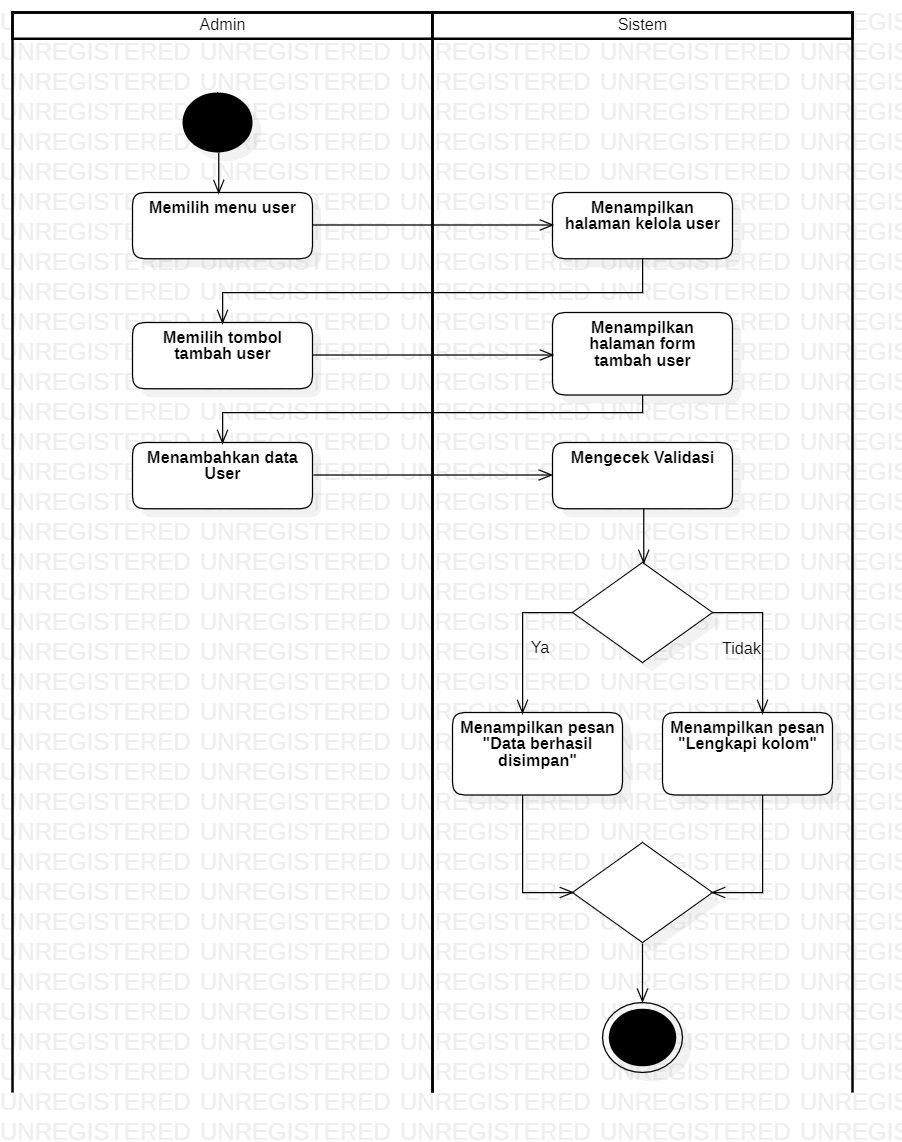 Admin
Sistem
Memilih menu user
Menampilkan
halaman kelola user
Memilih tombol
tambah user
Menampilkan
halaman form
tambah user
Menambahkan data
User
Mengecek Validasi
Ya
Tidak
Menampilkan pesan
"Data berhasil
disimpan"
Menampilkan pesan
"Lengkapi kolom"
UNREGISTERED